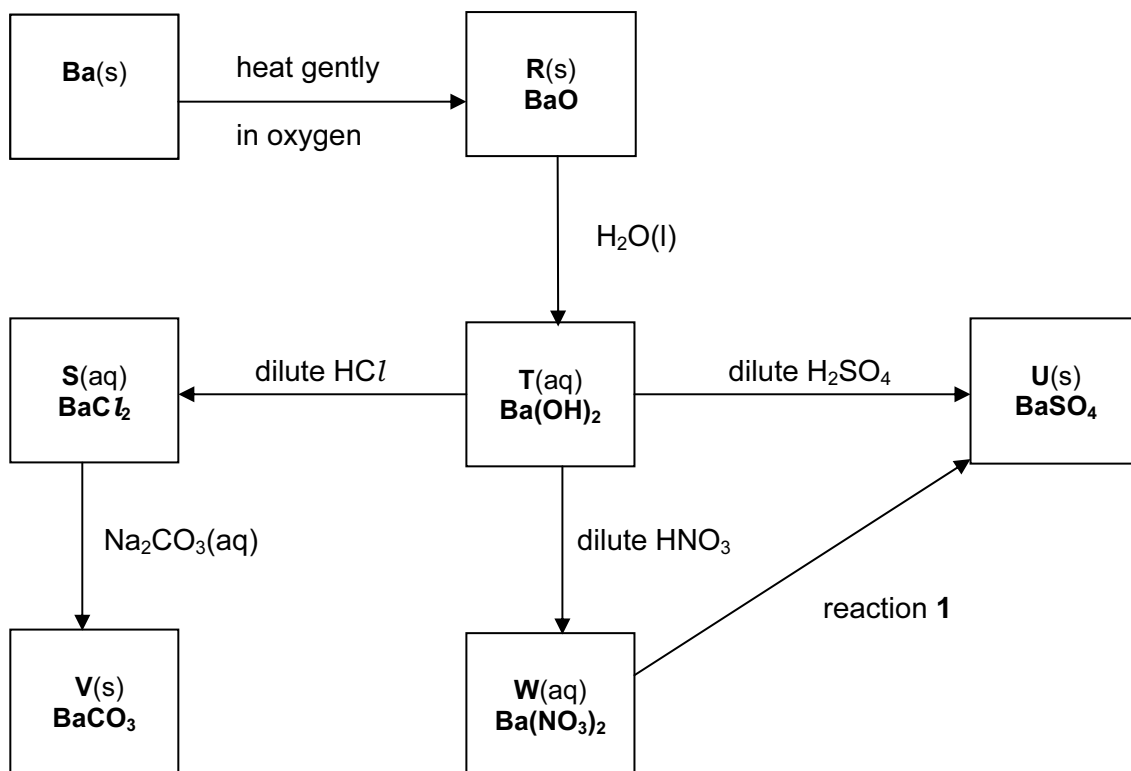 Ba(s)
heat gently
in oxygen
R(s)
BaO
H₂O(l)
S(aq)
BaCl₂
dilute HCl
T(aq)
Ba(OH)₂
dilute H₂SO₄
U(s)
BaSO₄
Na₂CO₃(aq)
dilute HNO₃
reaction 1
V(s)
BaCO₃
W(aq)
Ba(NO₃)₂